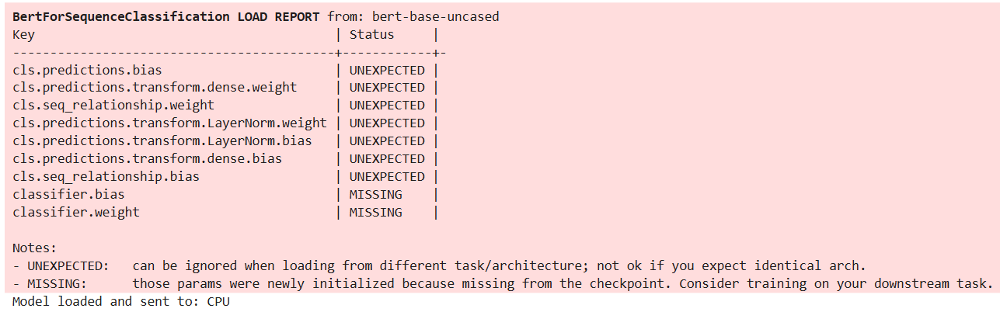 BertForSequenceClassification LOAD REPORT from: bert-base-uncased
Key                                        | Status     |
-------------------------------------------+------------+-
cls.predictions.bias                       | UNEXPECTED |
cls.predictions.transform.dense.weight     | UNEXPECTED |
cls.seq_relationship.weight                | UNEXPECTED |
cls.predictions.transform.LayerNorm.weight | UNEXPECTED |
cls.predictions.transform.LayerNorm.bias   | UNEXPECTED |
cls.predictions.transform.dense.bias       | UNEXPECTED |
cls.seq_relationship.bias                  | UNEXPECTED |
classifier.bias                            | MISSING    |
classifier.weight                          | MISSING    |

Notes:
- UNEXPECTED:   can be ignored when loading from different task/architecture; not ok if you expect identical arch.
- MISSING:      those params were newly initialized because missing from the checkpoint. Consider training on your downstream task.
Model loaded and sent to: CPU